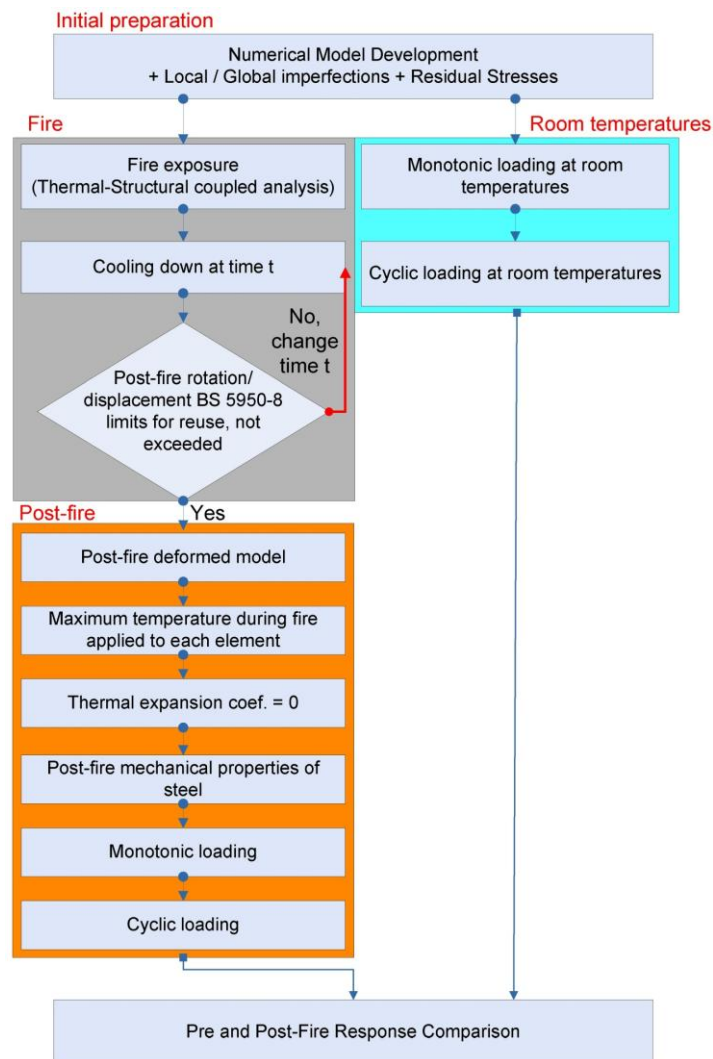 Initial preparation
Numerical Model Development
+ Local / Global imperfections + Residual Stresses
Fire
Fire exposure
(Thermal-Structural coupled analysis)
Cooling down at time t
No,
change
time t
Post-fire rotation/
displacement BS 5950-8
limits for reuse, not
exceeded
Yes
Room temperatures
Monotonic loading at room
temperatures
Cyclic loading at room temperatures
Post-fire
Post-fire deformed model
Maximum temperature during fire
applied to each element
Thermal expansion coef. = 0
Post-fire mechanical properties of
steel
Monotonic loading
Cyclic loading
Pre and Post-Fire Response Comparison